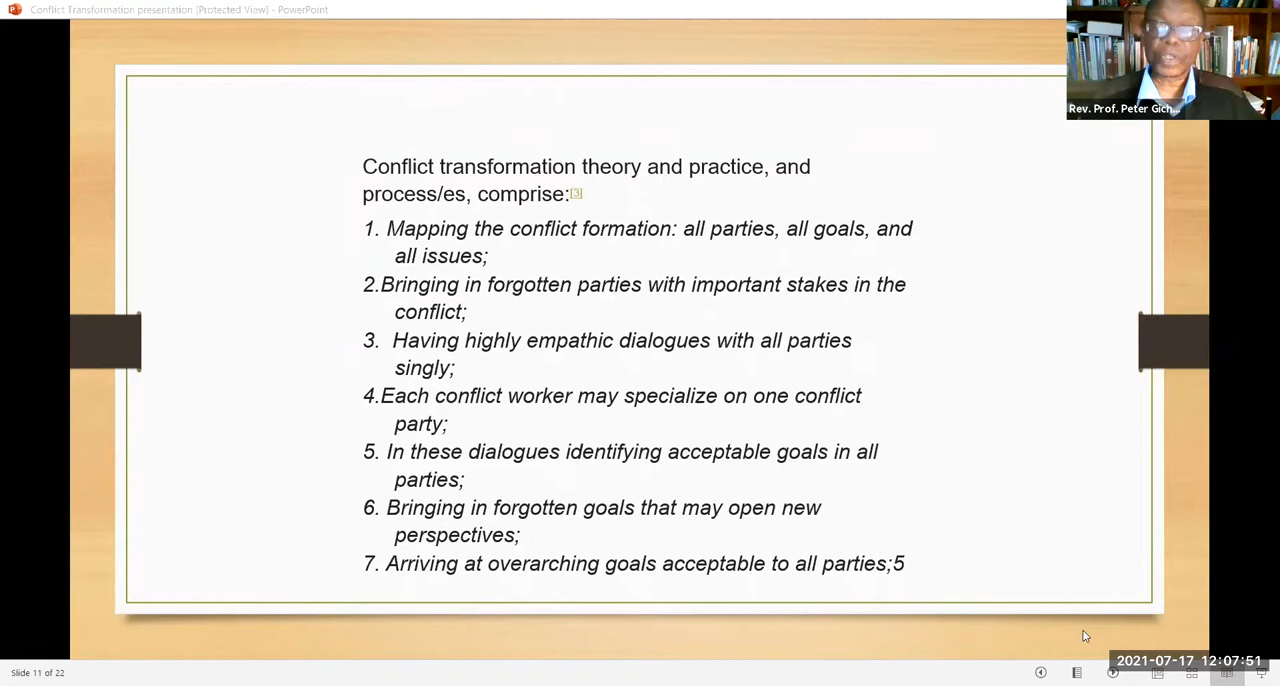 Conflict Transformation presentation [Protected View] - PowerPoint
Rev. Prof. Peter Gich...
Conflict transformation theory and practice, and
process/es, comprise:[3]
1. Mapping the conflict formation: all parties, all goals, and
all issues;
2.Bringing in forgotten parties with important stakes in the
conflict;
3. Having highly empathic dialogues with all parties
singly;
4.Each conflict worker may specialize on one conflict
party;
5. In these dialogues identifying acceptable goals in all
parties;
6. Bringing in forgotten goals that may open new
perspectives;
7. Arriving at overarching goals acceptable to all parties;5
2021-07-17 12:07:51
Slide 11 of 22